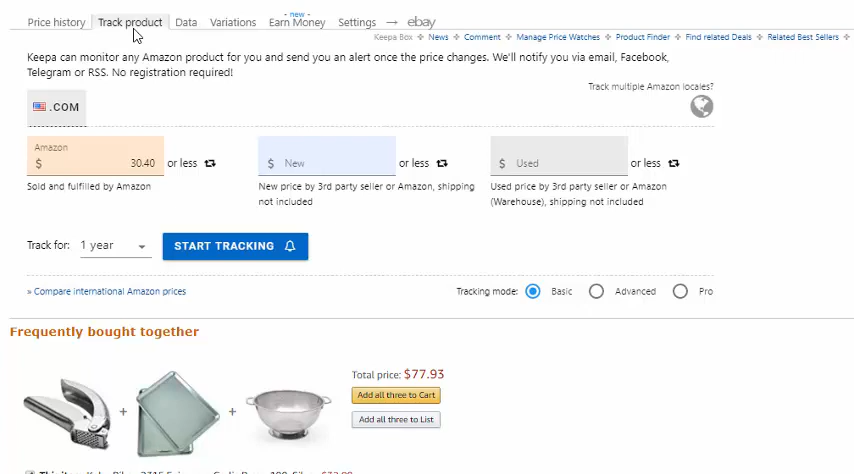 Price history Track product Data Variations - new - Earn Money Settings → ebay
Keepa Box News Comment Manage Price Watches Product Finder Find related Deals Related Best Sellers
Keepa can monitor any Amazon product for you and send you an alert once the price changes. We'll notify you via email, Facebook,
Telegram or RSS. No registration required!
Track multiple Amazon locales?
.COM
Amazon
$ 30.40 or less $ New or less $ Used or less
Sold and fulfilled by Amazon
New price by 3rd party seller or Amazon, shipping
not included
Used price by 3rd party seller or Amazon
(Warehouse), shipping not included
Track for: 1 year START TRACKING
» Compare international Amazon prices Tracking mode: Basic Advanced Pro
Frequently bought together
Total price: $77.93
+ +
Add all three to Cart
Add all three to List